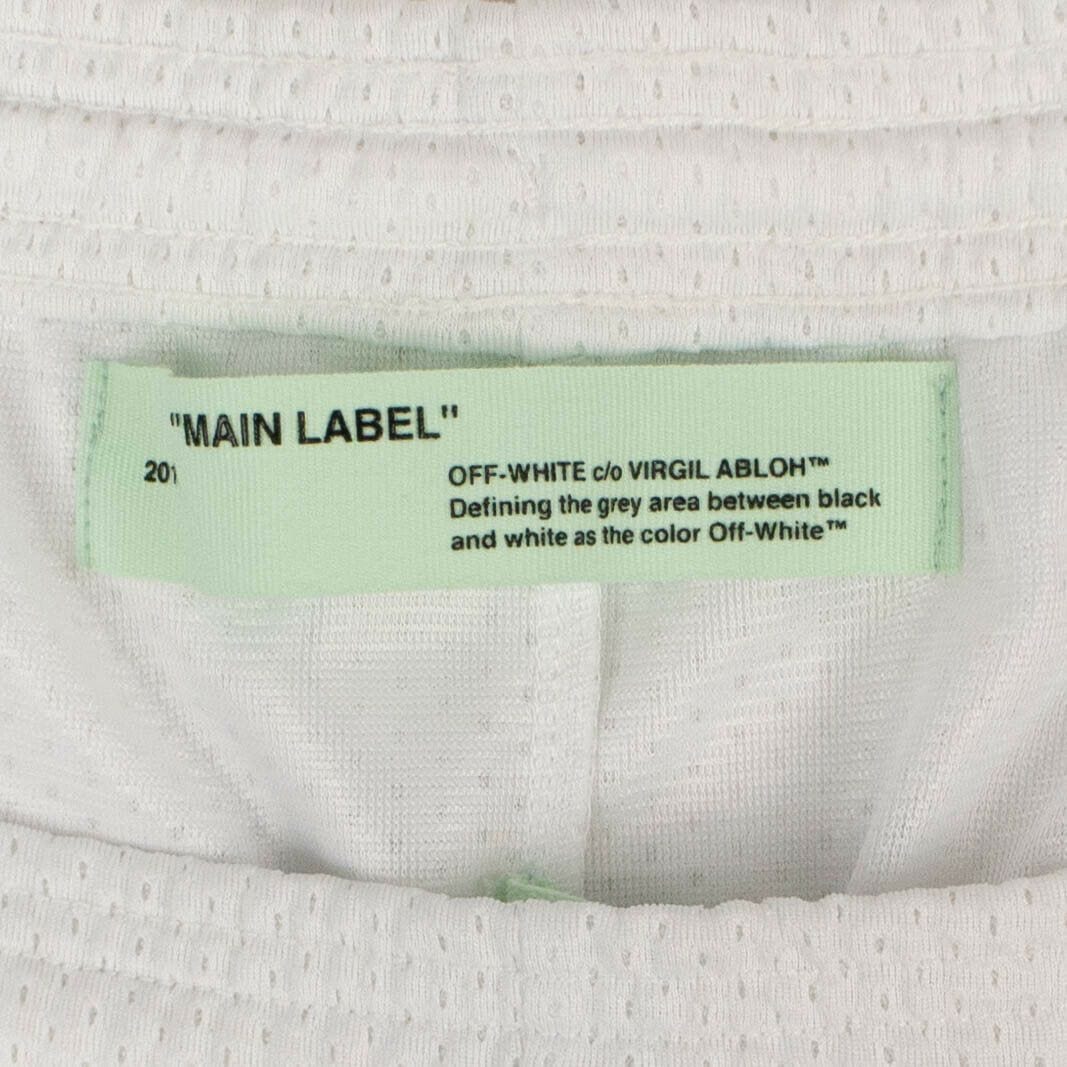 "MAIN LABEL"
OFF-WHITE c/o VIRGIL ABLOH™
Defining the grey area between black
and white as the color Off-White™